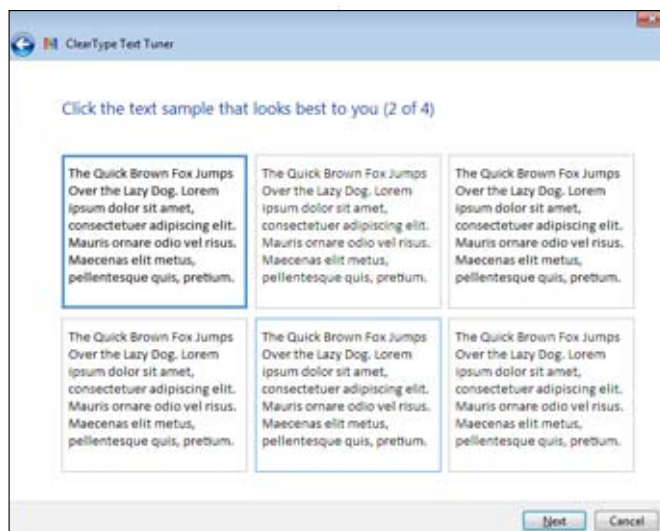 ClearType Text Tuner
Click the text sample that looks best to you (2 of 4)
The Quick Brown Fox Jumps
Over the Lazy Dog. Lorem
ipsum dolor sit amet,
consectetuer adipiscing elit.
Mauris ornare odio vel risus.
Maecenas elit metus,
pellentesque quis, pretium.
The Quick Brown Fox Jumps
Over the Lazy Dog. Lorem
ipsum dolor sit amet,
consectetuer adipiscing elit.
Mauris ornare odio vel risus.
Maecenas elit metus,
pellentesque quis, pretium.
The Quick Brown Fox Jumps
Over the Lazy Dog. Lorem
ipsum dolor sit amet,
consectetuer adipiscing elit.
Mauris ornare odio vel risus.
Maecenas elit metus,
pellentesque quis, pretium.
The Quick Brown Fox Jumps
Over the Lazy Dog. Lorem
ipsum dolor sit amet,
consectetuer adipiscing elit.
Mauris ornare odio vel risus.
Maecenas elit metus,
pellentesque quis, pretium.
The Quick Brown Fox Jumps
Over the Lazy Dog. Lorem
ipsum dolor sit amet,
consectetuer adipiscing elit.
Mauris ornare odio vel risus.
Maecenas elit metus,
pellentesque quis, pretium.
The Quick Brown Fox Jumps
Over the Lazy Dog. Lorem
ipsum dolor sit amet,
consectetuer adipiscing elit.
Mauris ornare odio vel risus.
Maecenas elit metus,
pellentesque quis, pretium.
Next
Cancel